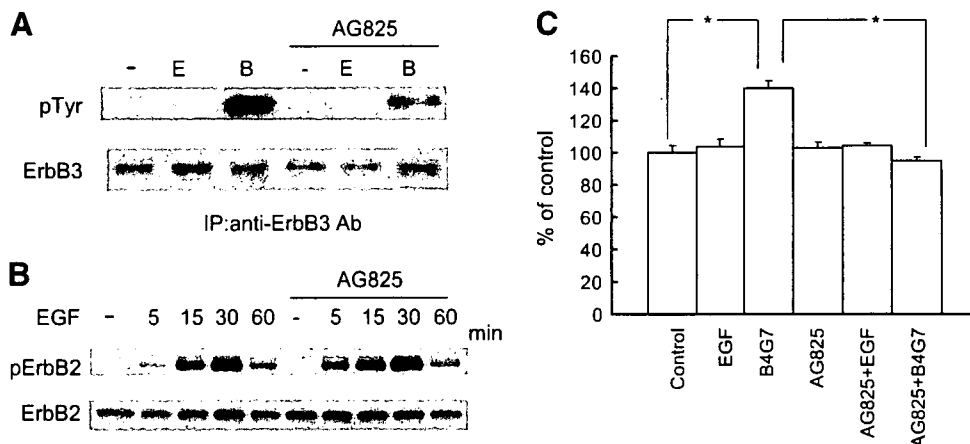 A
AG825
- E B - E B
pTyr
ErbB3
IP:anti-ErbB3 Ab
B
AG825
EGF - 5 15 30 60 - 5 15 30 60 min
pErbB2
ErbB2
C
* *
% of control
160
140
120
100
80
60
40
20
0
Control
EGF
B4G7
AG825
AG825+EGF
AG825+B4G7